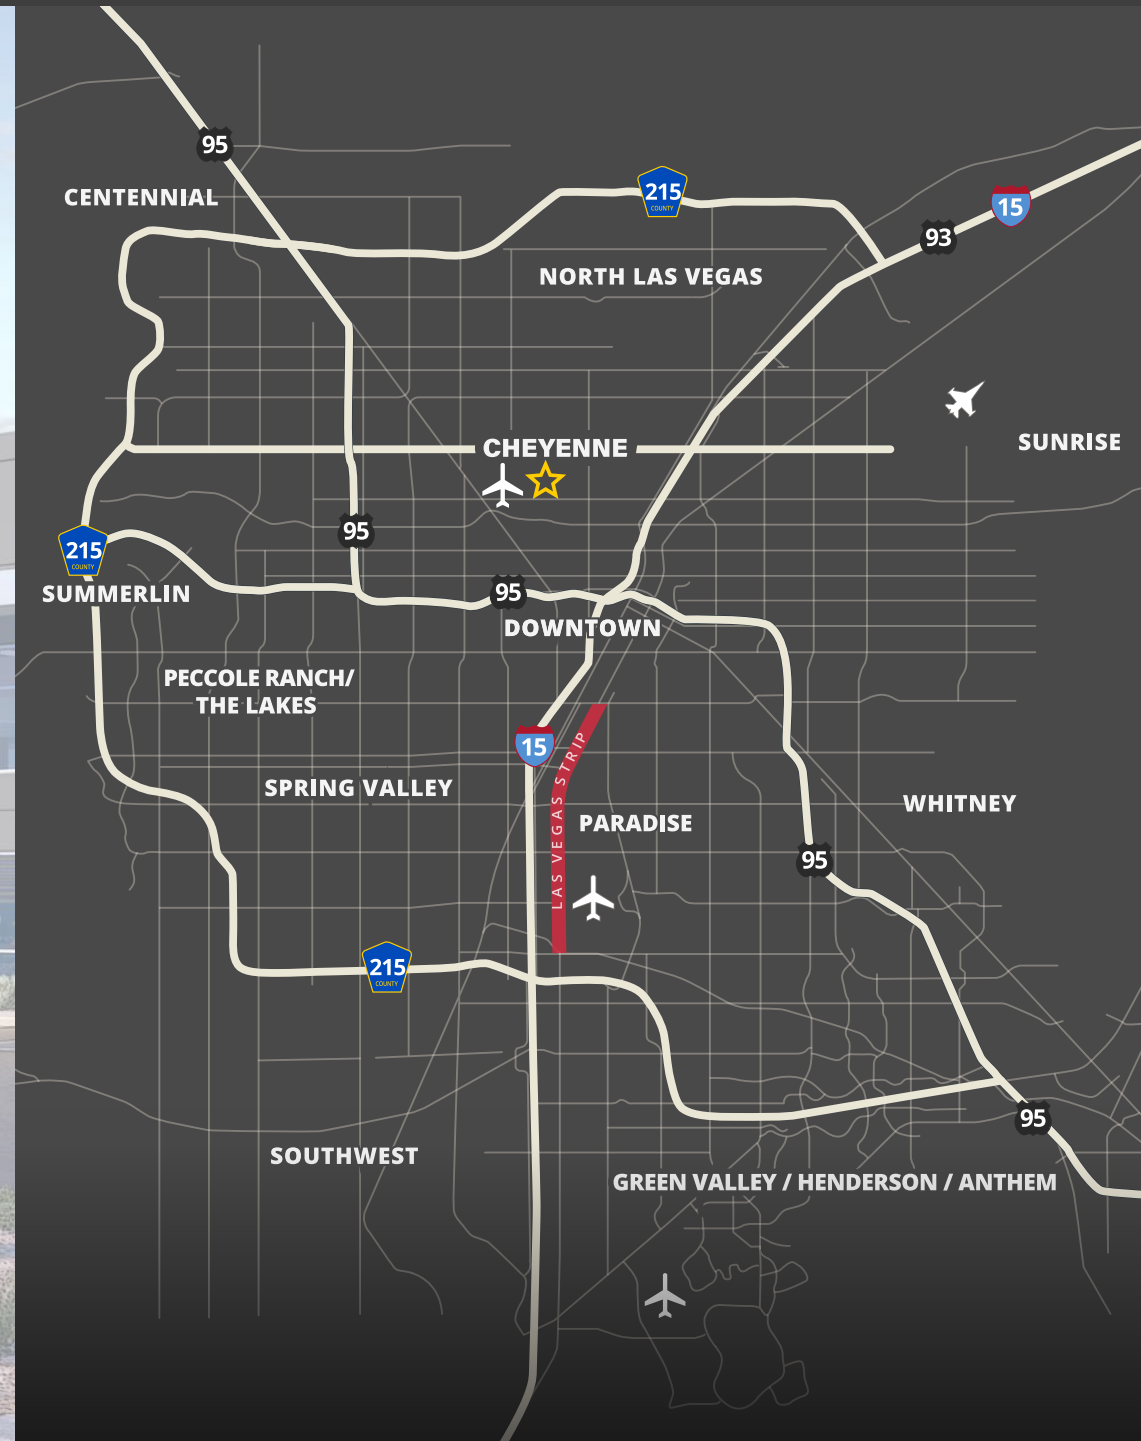 95
CENTENNIAL
215
COUNTY
15
93
NORTH LAS VEGAS
SUNRISE
CHEYENNE
95
215
COUNTY
SUMMERLIN
95
DOWNTOWN
PECCOLE RANCH/
THE LAKES
15
LAS VEGAS STRIP
SPRING VALLEY
PARADISE
WHITNEY
95
215
COUNTY
95
SOUTHWEST
GREEN VALLEY / HENDERSON / ANTHEM